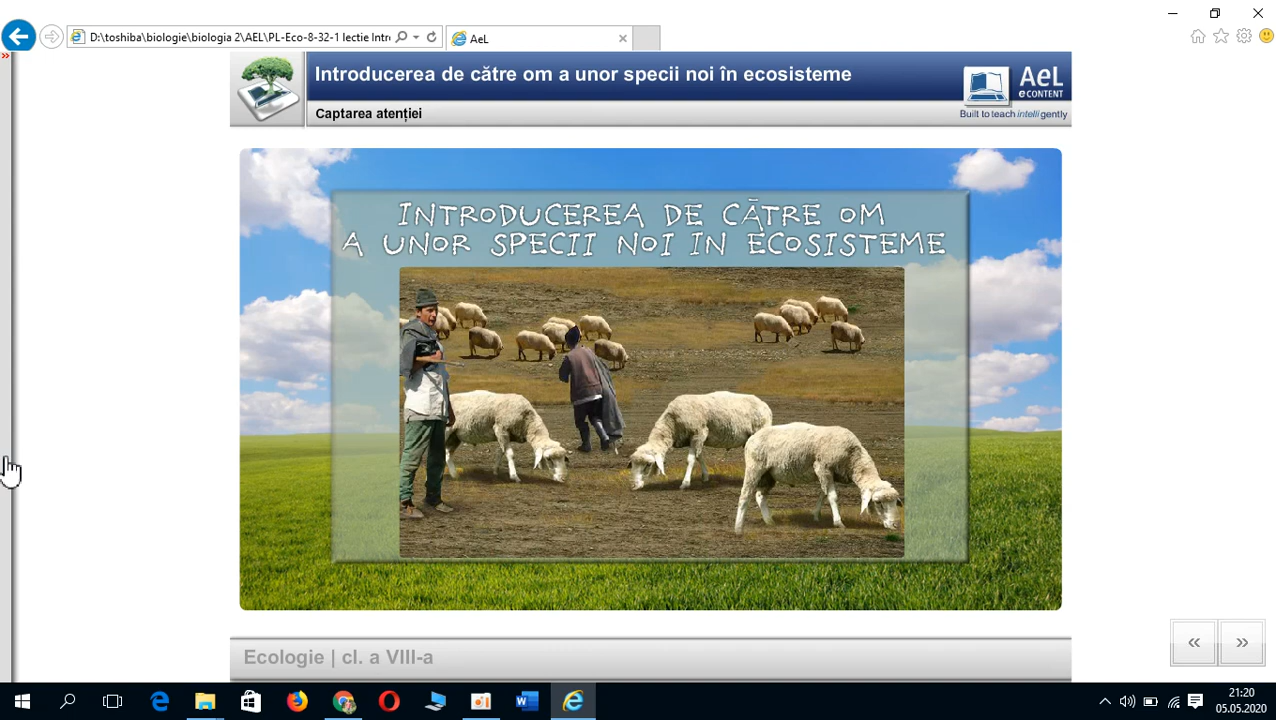 D:\toshiba\biologie\biologia 2\AEL\PL-Eco-8-32-1 lectie Intro
AeL
Introducerea de către om a unor specii noi în ecosisteme
AeL
eCONTENT
Captarea atenției
Built to teach intelligently
INTRODUCEREA DE CĂTRE OM
A UNOR SPECII NOI IN ECOSISTEME
Ecologie | cl. a VIII-a
21:20
05.05.2020